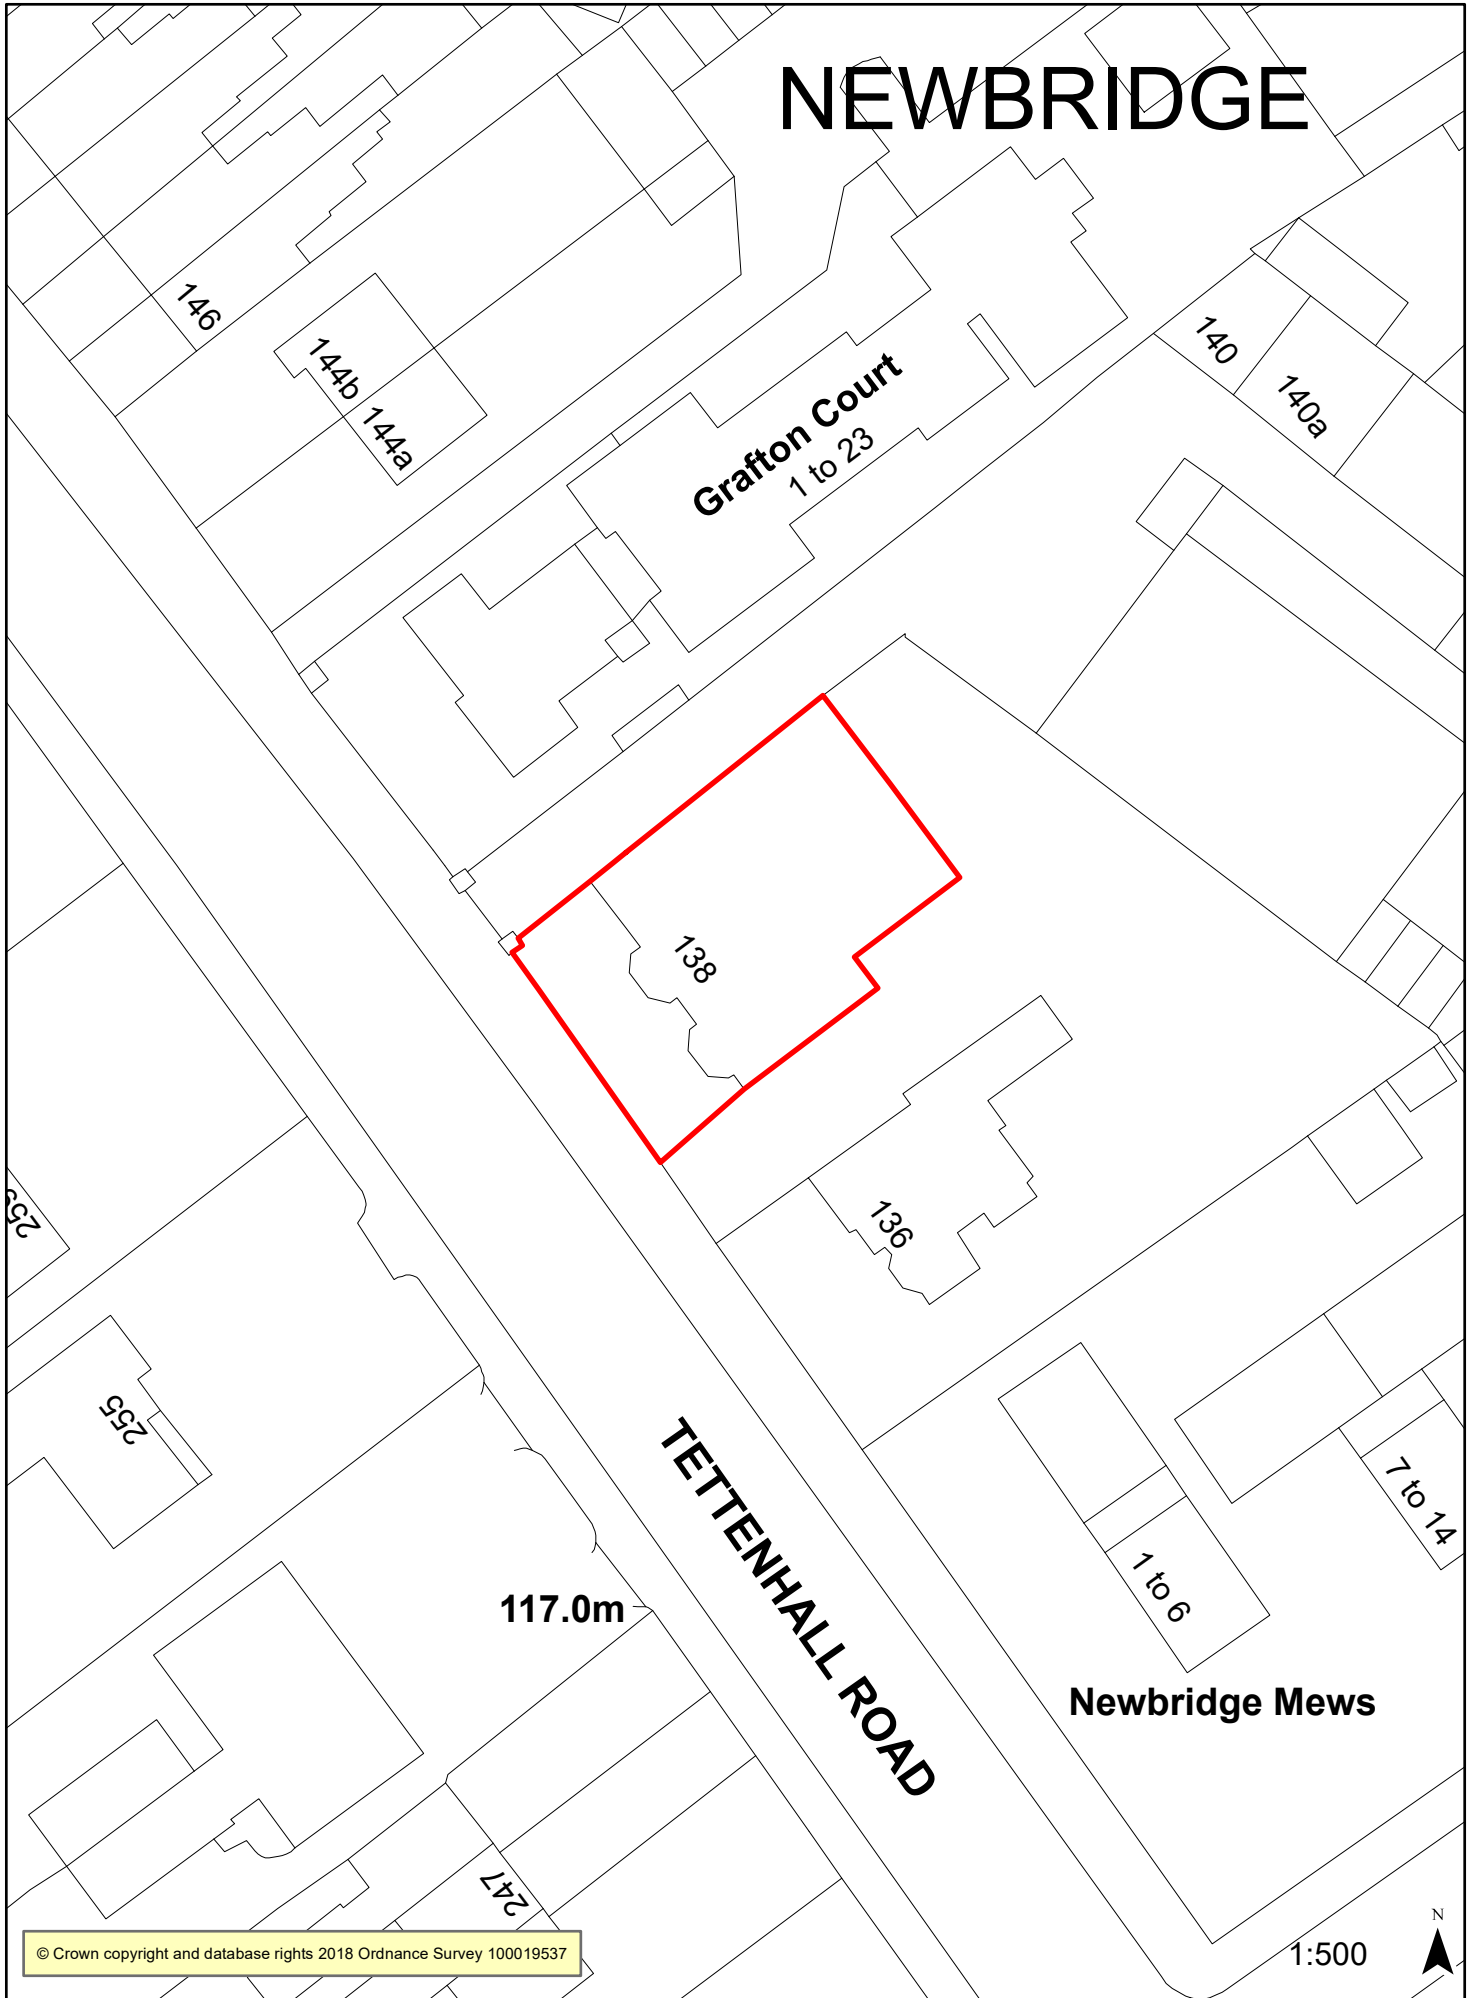 NEWBRIDGE
146
144b
144a
140
140a
Grafton Court
1 to 23
138
136
255
TETTENHALL ROAD
117.0m
7 to 14
1 to 6
Newbridge Mews
247
N
1:500
© Crown copyright and database rights 2018 Ordnance Survey 100019537